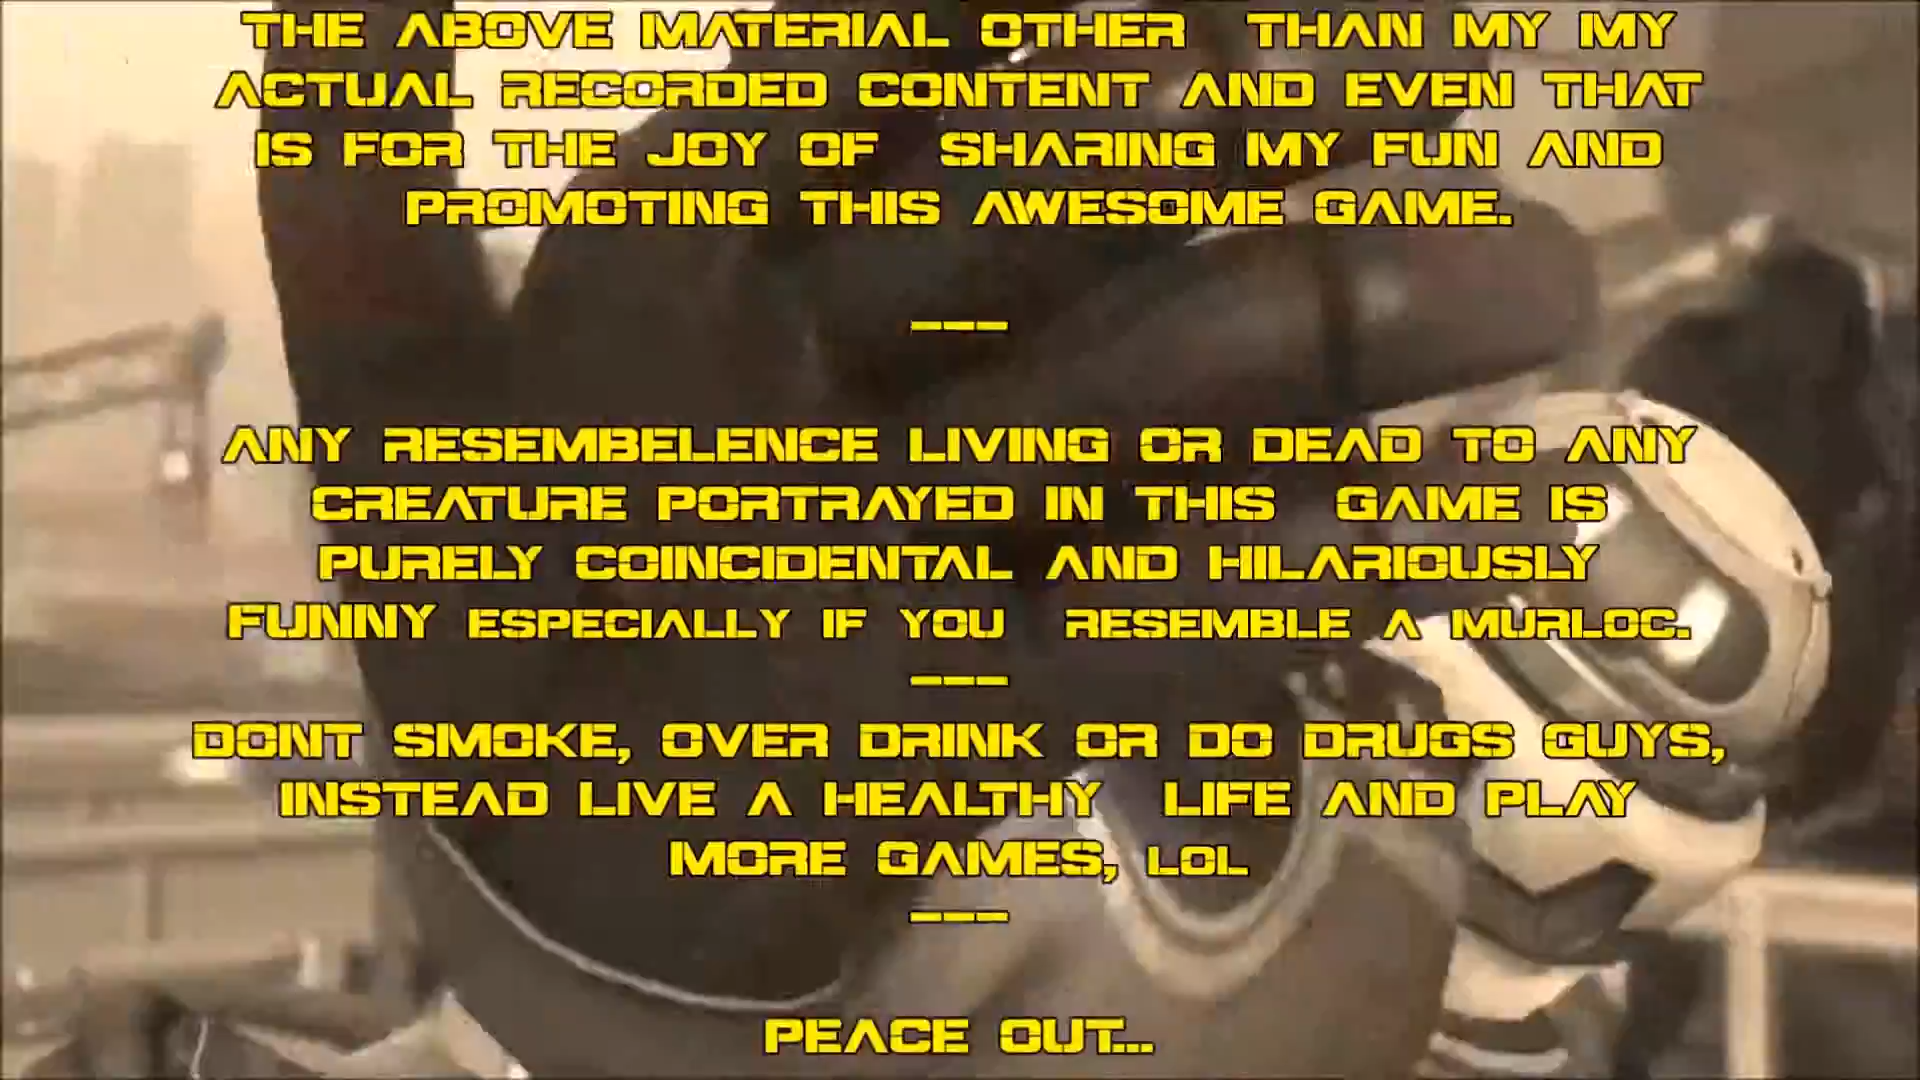 THE ABOVE MATERIAL OTHER THAN MY MY
ACTUAL RECORDED CONTENT AND EVEN THAT
IS FOR THE JOY OF SHARING MY FUN AND
PROMOTING THIS AWESOME GAME.
---
ANY RESEMBELENCE LIVING OR DEAD TO ANY
CREATURE PORTRAYED IN THIS GAME IS
PURELY COINCIDENTAL AND HILARIOUSLY
FUNNY ESPECIALLY IF YOU RESEMBLE A MURLOC.
---
DONT SMOKE, OVER DRINK OR DO DRUGS GUYS,
INSTEAD LIVE A HEALTHY LIFE AND PLAY
MORE GAMES, LOL
---
PEACE OUT...